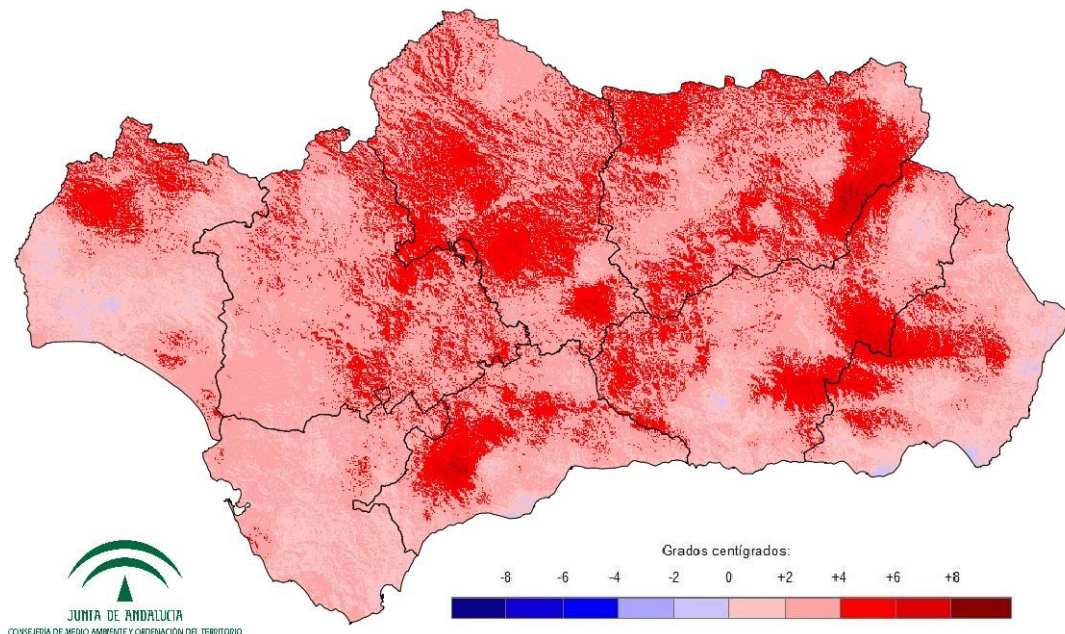 Grados centígrados:
-8 -6 -4 -2 0 +2 +4 +6 +8
JUNTA DE ANDALUCIA
CONSEJERÍA DE MEDIO AMBIENTE Y ORDENACIÓN DEL TERRITORIO